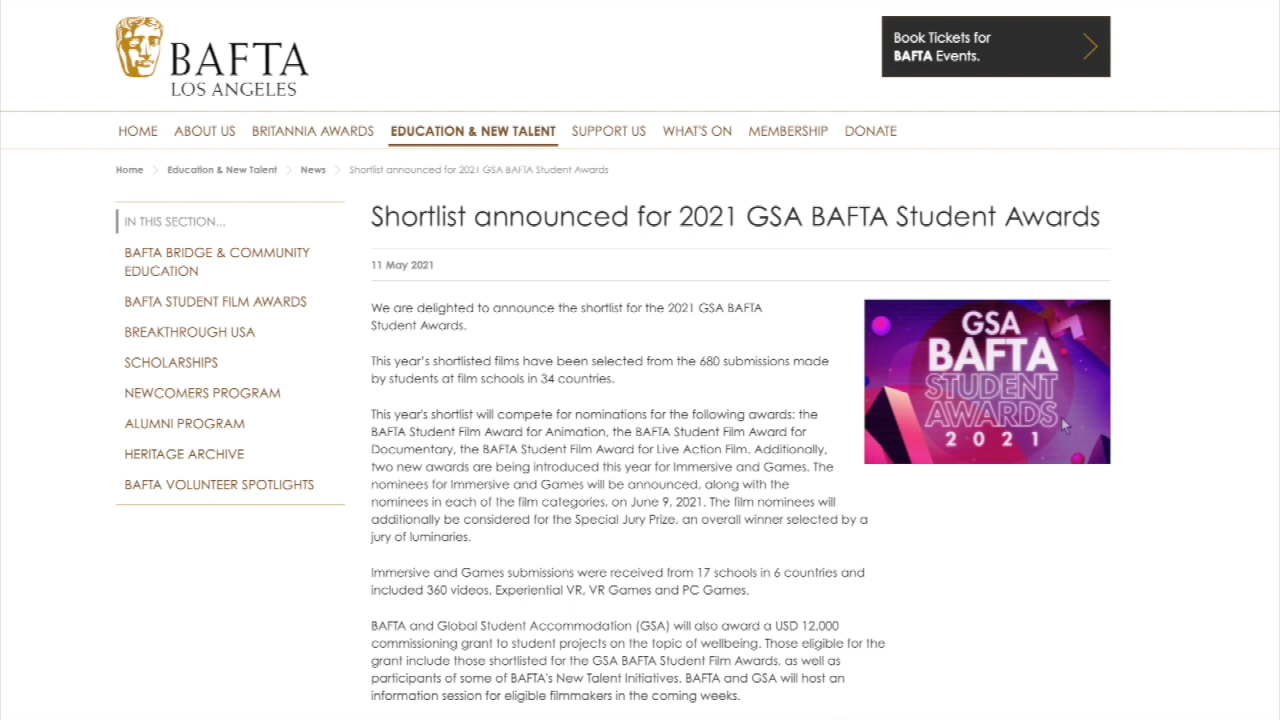 BAFTA
LOS ANGELES
Book Tickets for
BAFTA Events.
HOME ABOUT US BRITANNIA AWARDS EDUCATION & NEW TALENT SUPPORT US WHAT'S ON MEMBERSHIP DONATE
Home Education & New Talent News Shortlist announced for 2021 GSA BAFTA Student Awards
IN THIS SECTION...
BAFTA BRIDGE & COMMUNITY
EDUCATION
BAFTA STUDENT FILM AWARDS
BREAKTHROUGH USA
SCHOLARSHIPS
NEWCOMERS PROGRAM
ALUMNI PROGRAM
HERITAGE ARCHIVE
BAFTA VOLUNTEER SPOTLIGHTS
Shortlist announced for 2021 GSA BAFTA Student Awards
11 May 2021
We are delighted to announce the shortlist for the 2021 GSA BAFTA
Student Awards.
This year's shortlisted films have been selected from the 680 submissions made
by students at film schools in 34 countries.
This year's shortlist will compete for nominations for the following awards: the
BAFTA Student Film Award for Animation, the BAFTA Student Film Award for
Documentary, the BAFTA Student Film Award for Live Action Film. Additionally,
two new awards are being introduced this year for Immersive and Games. The
nominees for Immersive and Games will be announced, along with the
nominees in each of the film categories, on June 9, 2021. The film nominees will
additionally be considered for the Special Jury Prize, an overall winner selected by a
jury of luminaries.
Immersive and Games submissions were received from 17 schools in 6 countries and
included 360 videos, Experiential VR, VR Games and PC Games.
BAFTA and Global Student Accommodation (GSA) will also award a USD 12,000
commissioning grant to student projects on the topic of wellbeing. Those eligible for the
grant include those shortlisted for the GSA BAFTA Student Film Awards, as well as
participants of some of BAFTA's New Talent Initiatives. BAFTA and GSA will host an
information session for eligible filmmakers in the coming weeks.
GSA
BAFTA
STUDENT
AWARDS
2021